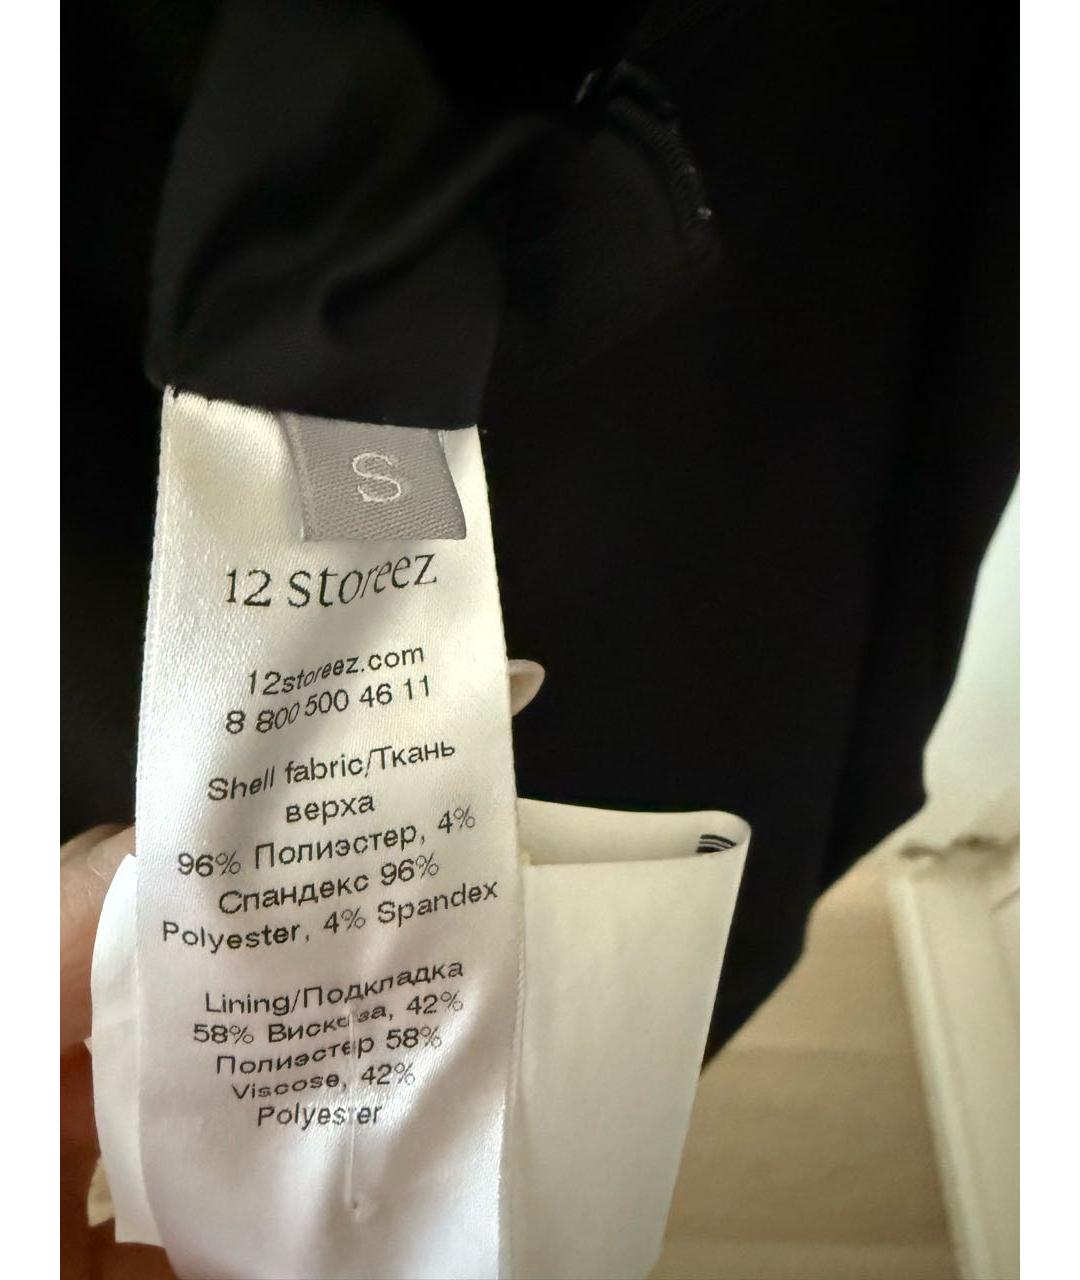 S
12 storeez
12storeez.com
8 800 500 46 11
Shell fabric/Ткань
верха
96% Полиэстер, 4%
Спандекс 96%
Polyester, 4% Spandex
Lining/Подкладка
58% Вискоза, 42%
Полиэстер 58%
Viscose, 42%
Polyester